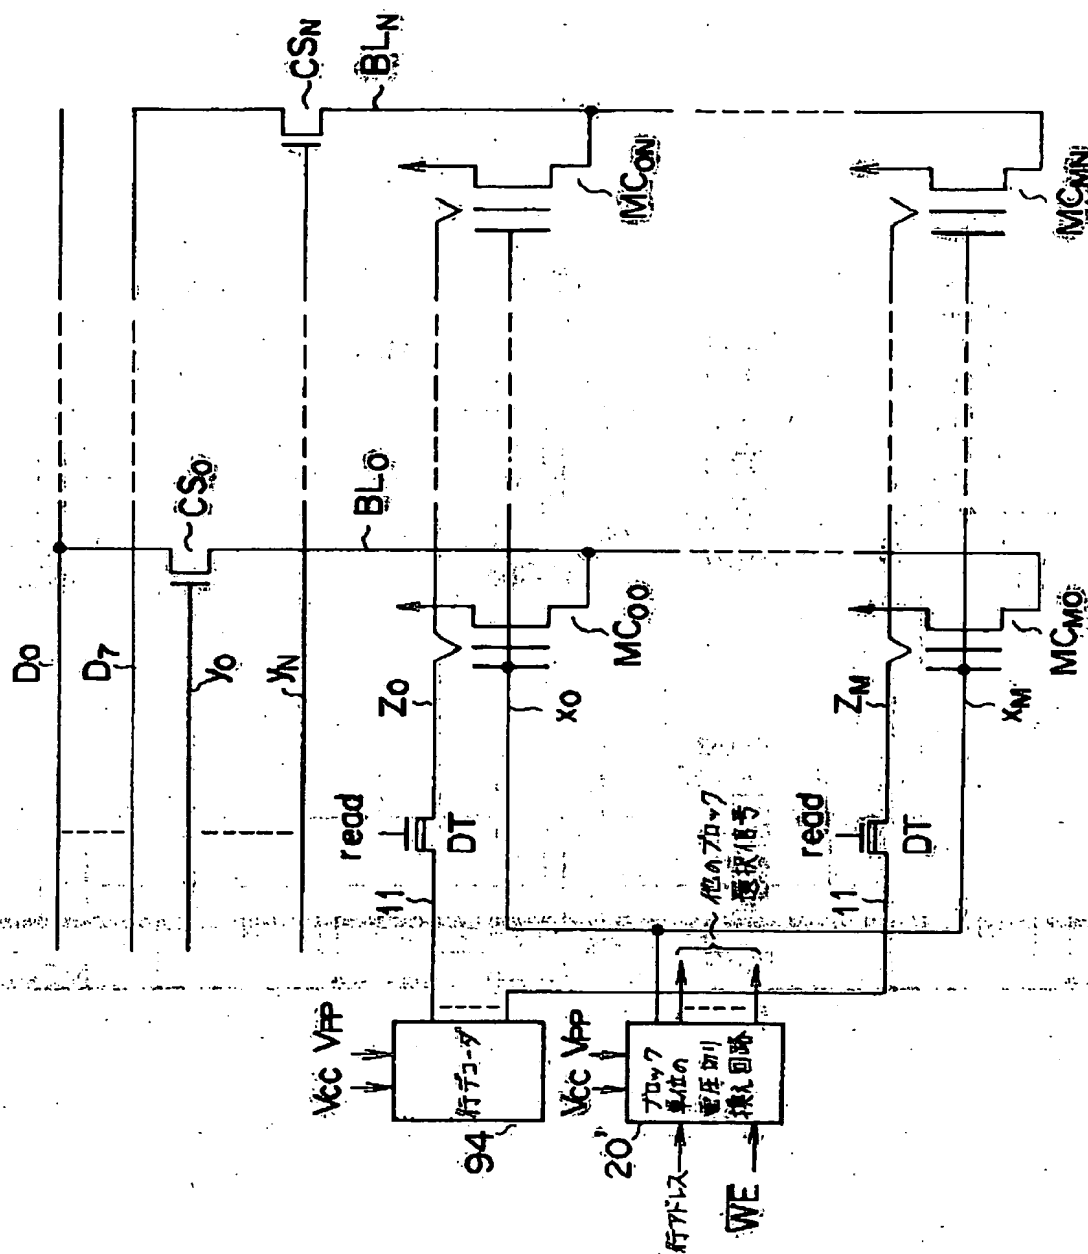 D0
D7
CS0
CSN
y0
yN
BL0
BLN
read
Z0
11
DT
MC00
MC0N
x0
VCC VPP
行デコーダ
94
VCC VPP
ブロック
単位の
電圧切り
換え回路
20'
行アドレス
WE
他のブロック
選択信号
read
ZM
11
DT
MCM0
MCMN
xM